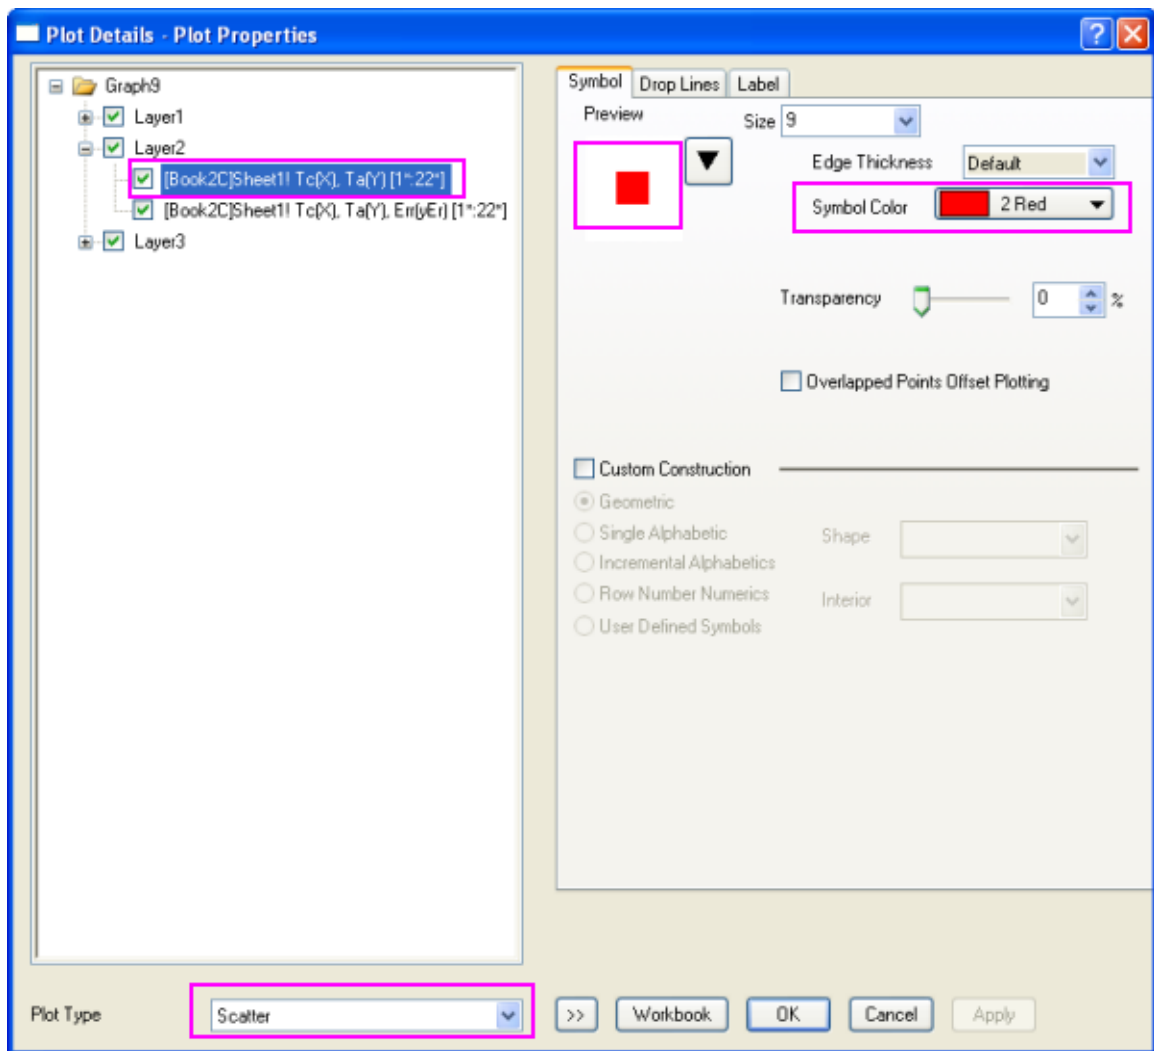 Plot Details - Plot Properties
Graph9
Layer1
Layer2
[Book2C]Sheet1! Tc(X), Ta(Y) [1*:22*]
[Book2C]Sheet1! Tc(X), Ta(Y), Err(yEr) [1*:22*]
Layer3
Plot Type
Scatter
Symbol Drop Lines Label
Preview
Size 9
Edge Thickness Default
Symbol Color 2 Red
Transparency 0 %
Overlapped Points Offset Plotting
Custom Construction
Geometric
Single Alphabetic
Incremental Alphabetics
Row Number Numerics
User Defined Symbols
Shape
Interior
>> Workbook OK Cancel Apply